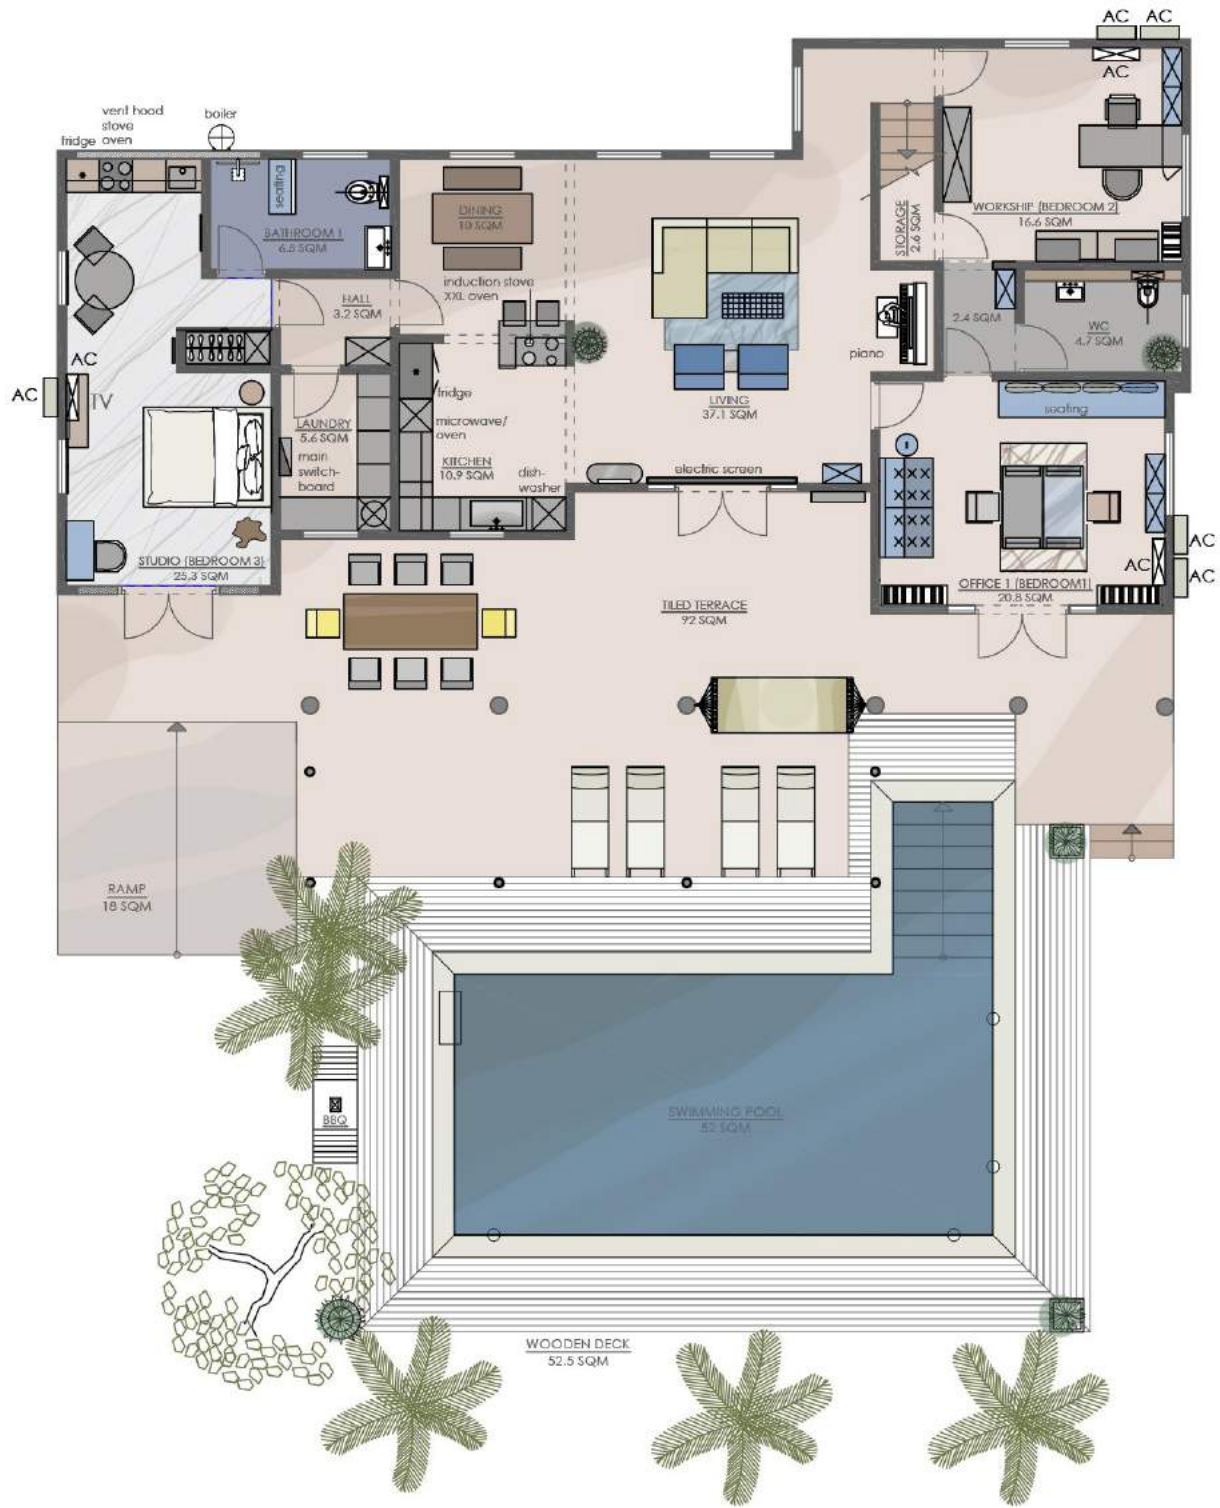 AC
AC
AC
vent hood
stove
fridge oven
boiler
seating
BATHROOM 1
6.8 SQM
DINING
10 SQM
STORAGE
2.6 SQM
WORKSHIP (BEDROOM 2)
16.6 SQM
induction stove
XXL oven
HALL
3.2 SQM
2.4 SQM
WC
4.7 SQM
piano
AC
AC
TV
fridge
microwave/
oven
LAUNDRY
5.6 SQM
main
switch-
board
KITCHEN
10.9 SQM
dish-
washer
LIVING
37.1 SQM
electric screen
seating
AC
AC
AC
STUDIO (BEDROOM 3)
25.3 SQM
OFFICE 1 (BEDROOM1)
20.8 SQM
TILED TERRACE
92 SQM
RAMP
18 SQM
BBQ
SWIMMING POOL
52 SQM
WOODEN DECK
52.5 SQM